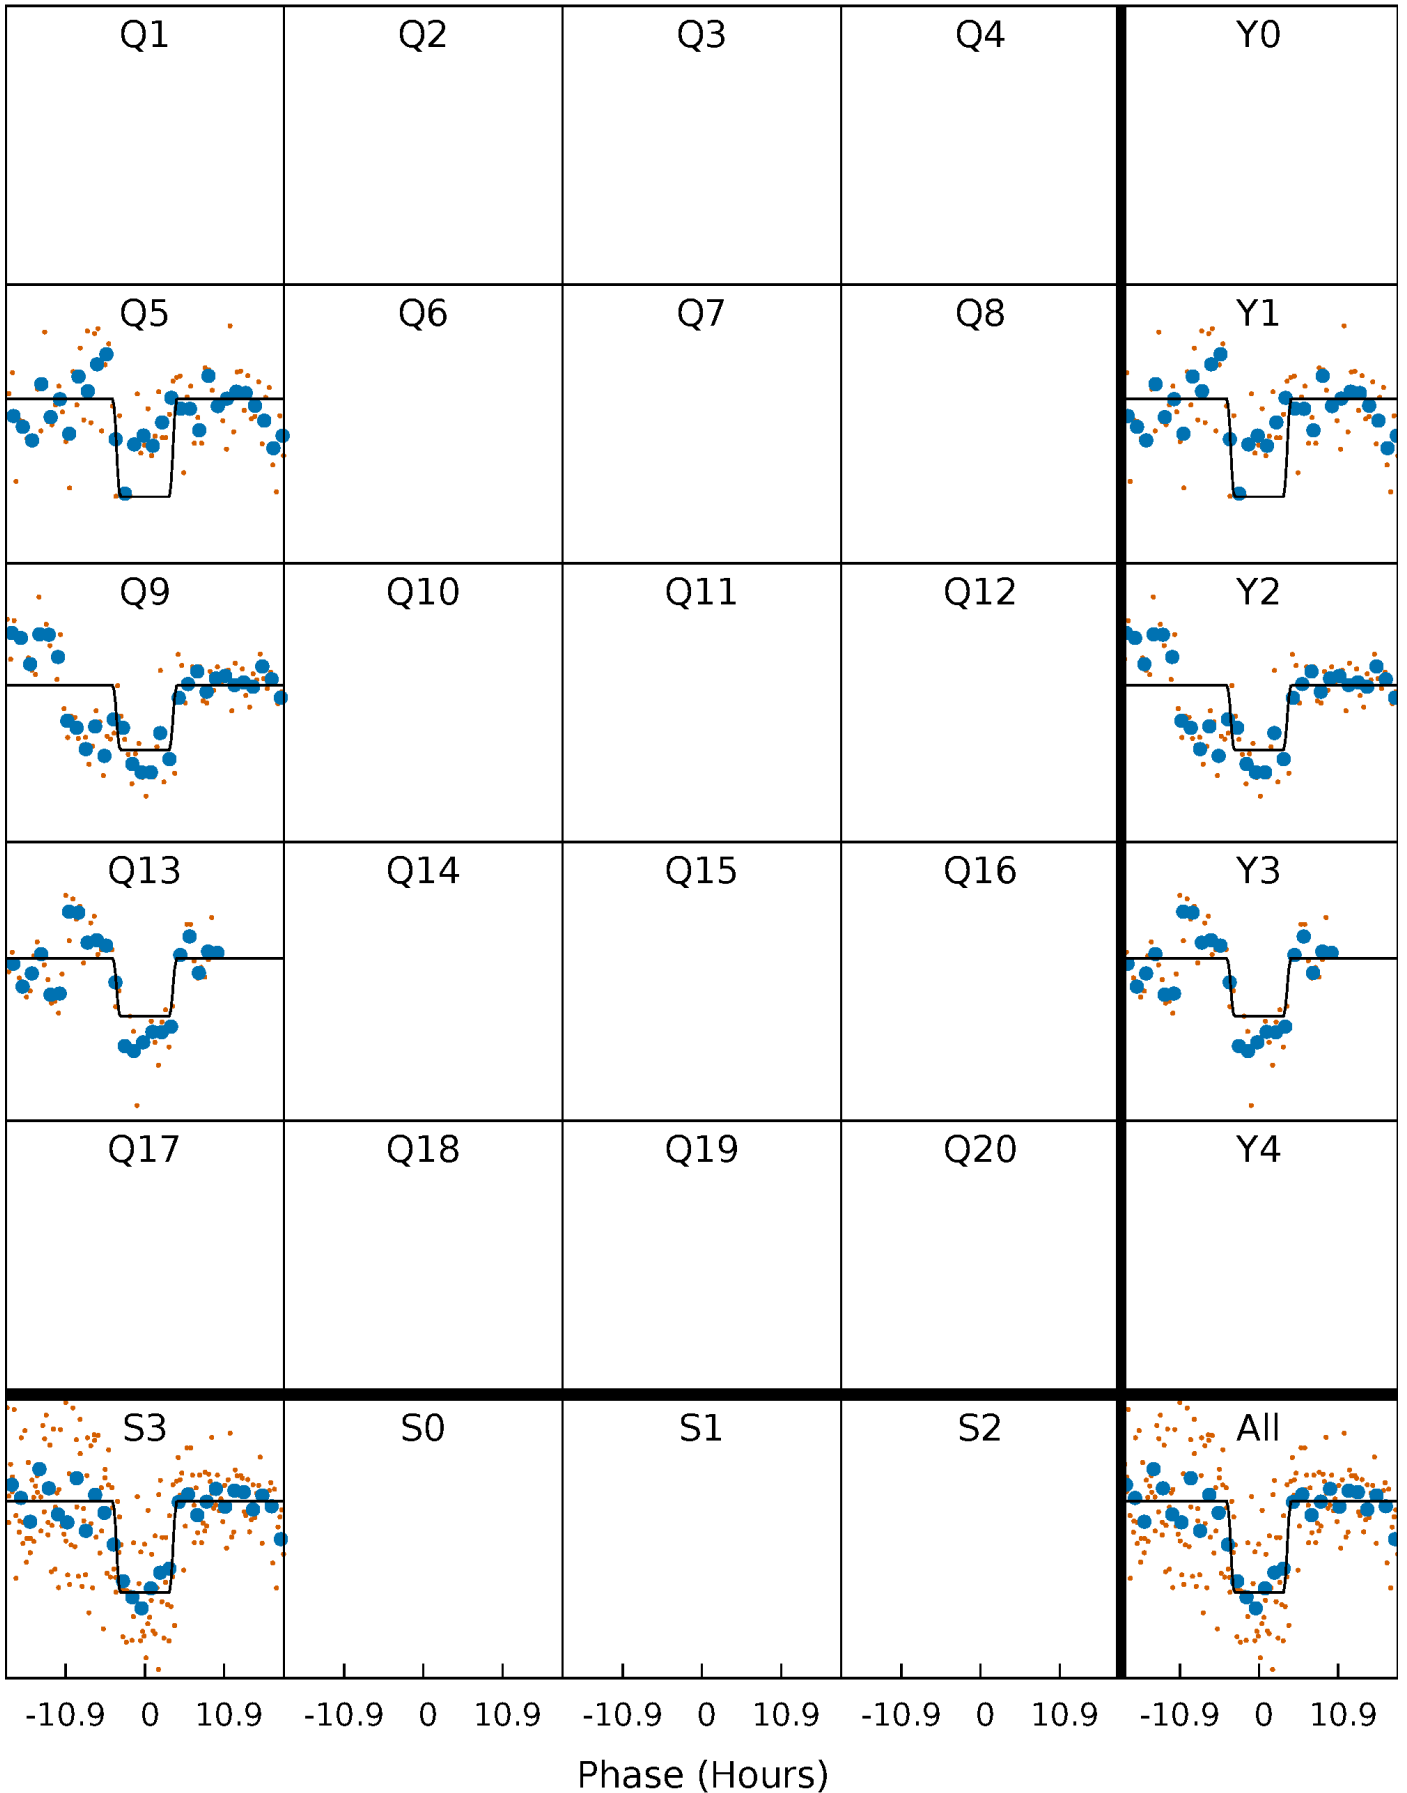 Q1 Q2 Q3 Q4 Y0
Q5 Q6 Q7 Q8 Y1
Q9 Q10 Q11 Q12 Y2
Q13 Q14 Q15 Q16 Y3
Q17 Q18 Q19 Q20 Y4
S3 S0 S1 S2 All
-10.9 0 10.9 -10.9 0 10.9 -10.9 0 10.9 -10.9 0 10.9 -10.9 0 10.9
Phase (Hours)